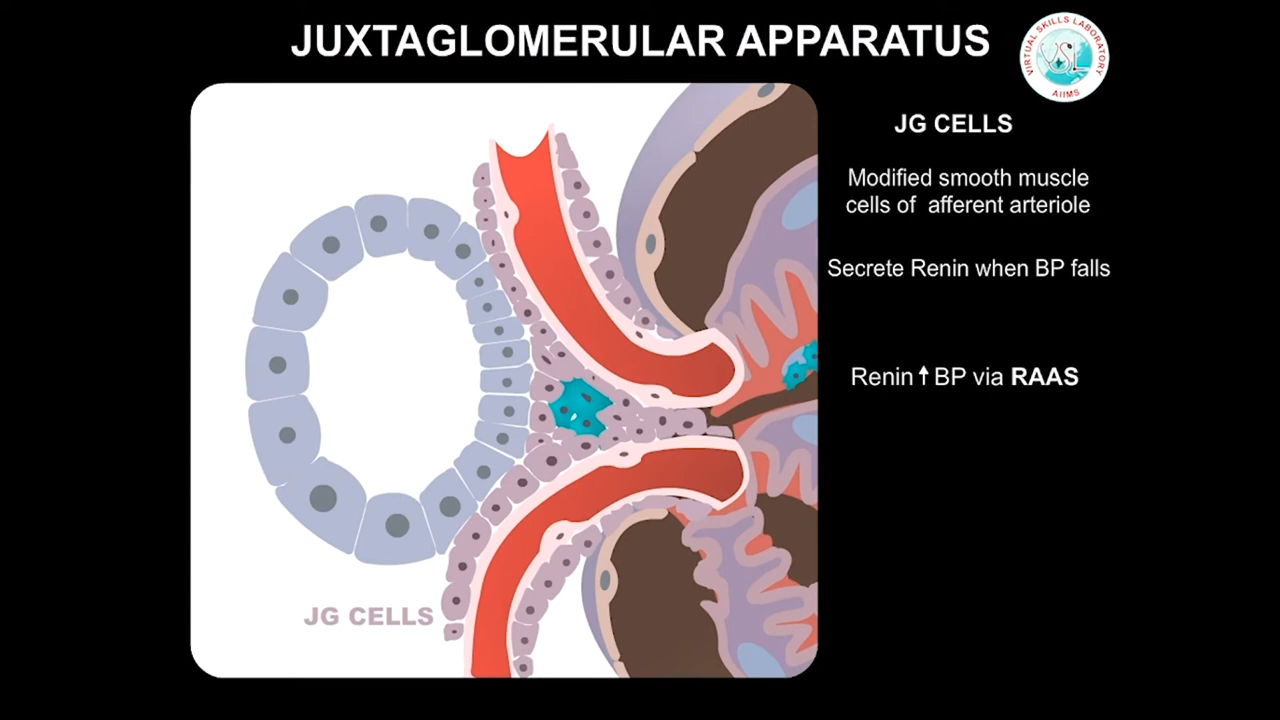 JUXTAGLOMERULAR APPARATUS
VIRTUAL SKILLS LABORATORY
VSL
AIIMS
JG CELLS
Modified smooth muscle
cells of afferent arteriole
Secrete Renin when BP falls
Renin ↑ BP via RAAS
JG CELLS